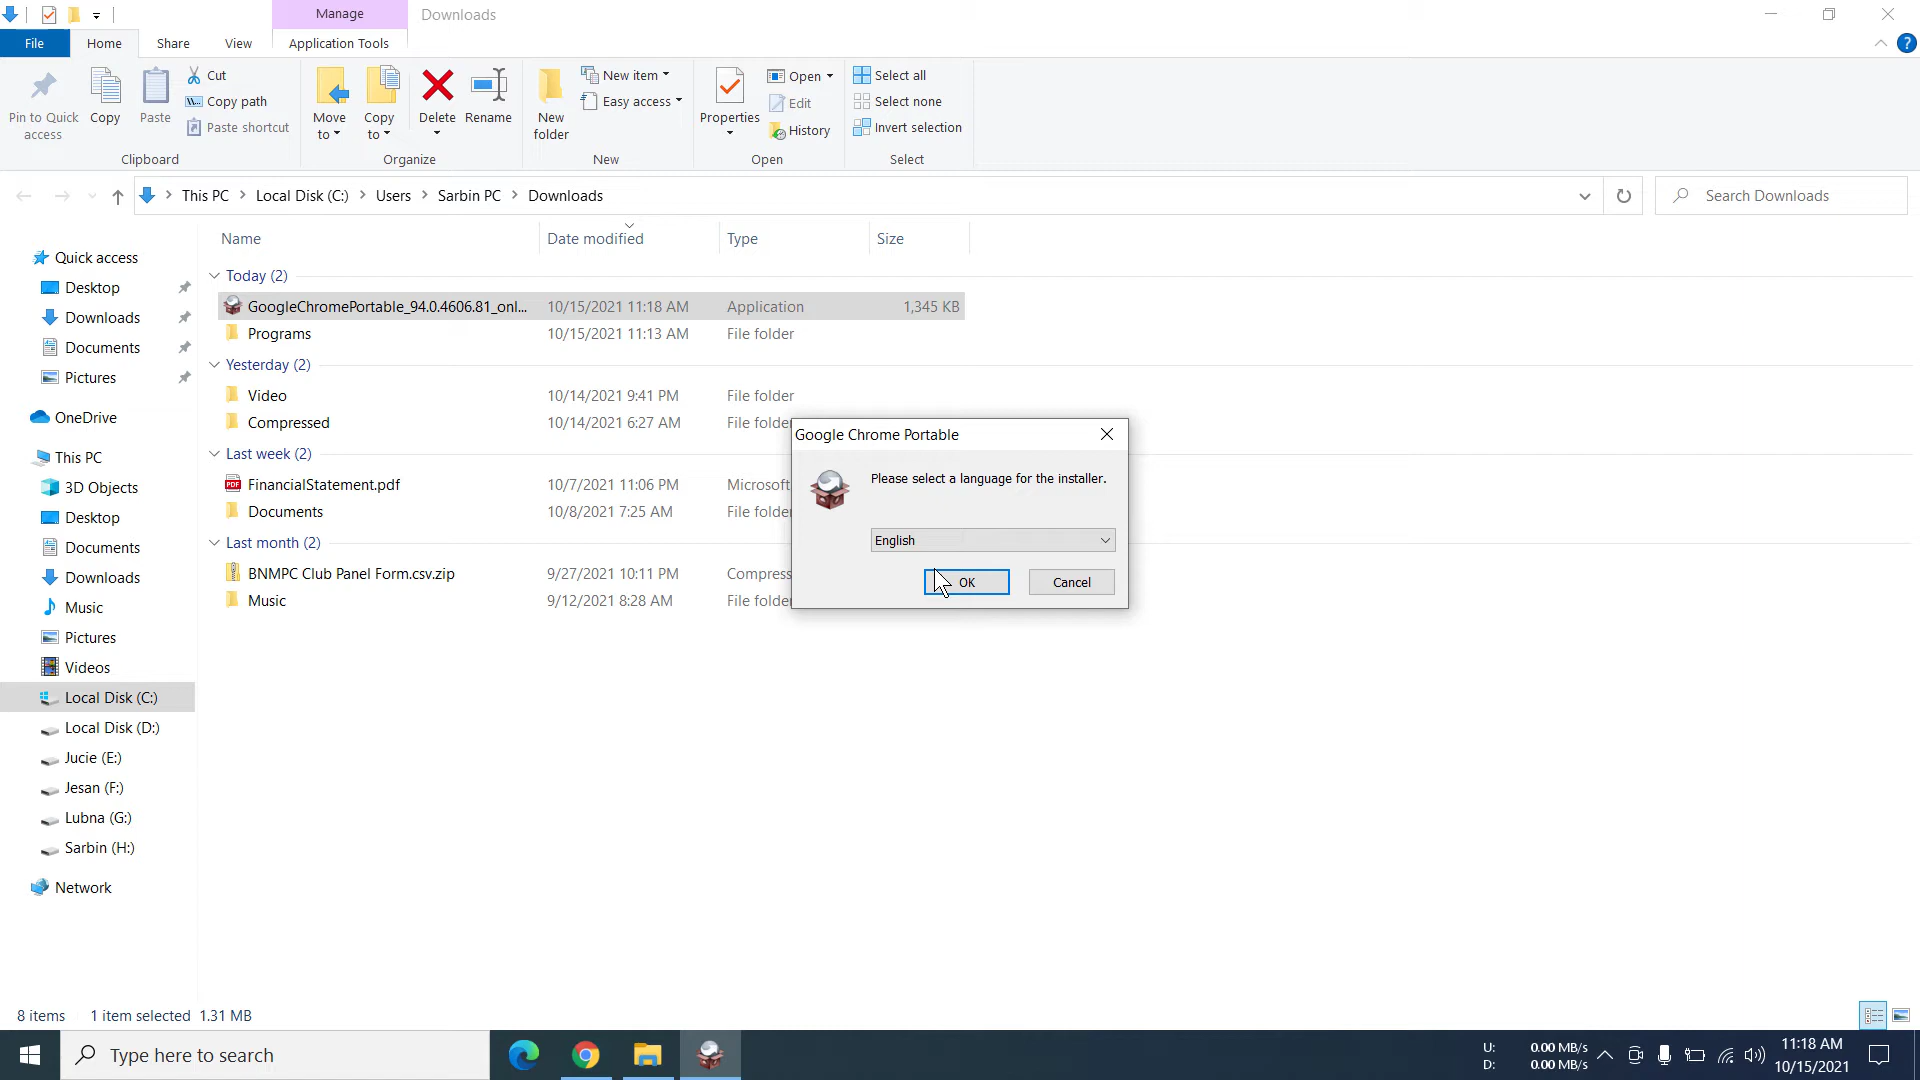 Manage
Downloads
File
Home
Share
View
Application Tools
Pin to Quick access
Copy
Paste
Cut
Copy path
Paste shortcut
Clipboard
Move to
Copy to
Delete
Rename
Organize
New folder
New item
Easy access
New
Properties
Open
Edit
History
Open
Select all
Select none
Invert selection
Select
This PC > Local Disk (C:) > Users > Sarbin PC > Downloads
Search Downloads
Name
Date modified
Type
Size
Quick access
Desktop
Downloads
Documents
Pictures
OneDrive
This PC
3D Objects
Desktop
Documents
Downloads
Music
Pictures
Videos
Local Disk (C:)
Local Disk (D:)
Jucie (E:)
Jesan (F:)
Lubna (G:)
Sarbin (H:)
Network
Today (2)
GoogleChromePortable_94.0.4606.81_onl... 10/15/2021 11:18 AM Application 1,345 KB
Programs 10/15/2021 11:13 AM File folder
Yesterday (2)
Video 10/14/2021 9:41 PM File folder
Compressed 10/14/2021 6:27 AM File folde
Last week (2)
FinancialStatement.pdf 10/7/2021 11:06 PM Microsoft
Documents 10/8/2021 7:25 AM File folde
Last month (2)
BNMPC Club Panel Form.csv.zip 9/27/2021 10:11 PM Compress
Music 9/12/2021 8:28 AM File folde
Google Chrome Portable
Please select a language for the installer.
English
OK
Cancel
8 items 1 item selected 1.31 MB
Type here to search
U: 0.00 MB/s
D: 0.00 MB/s
11:18 AM
10/15/2021